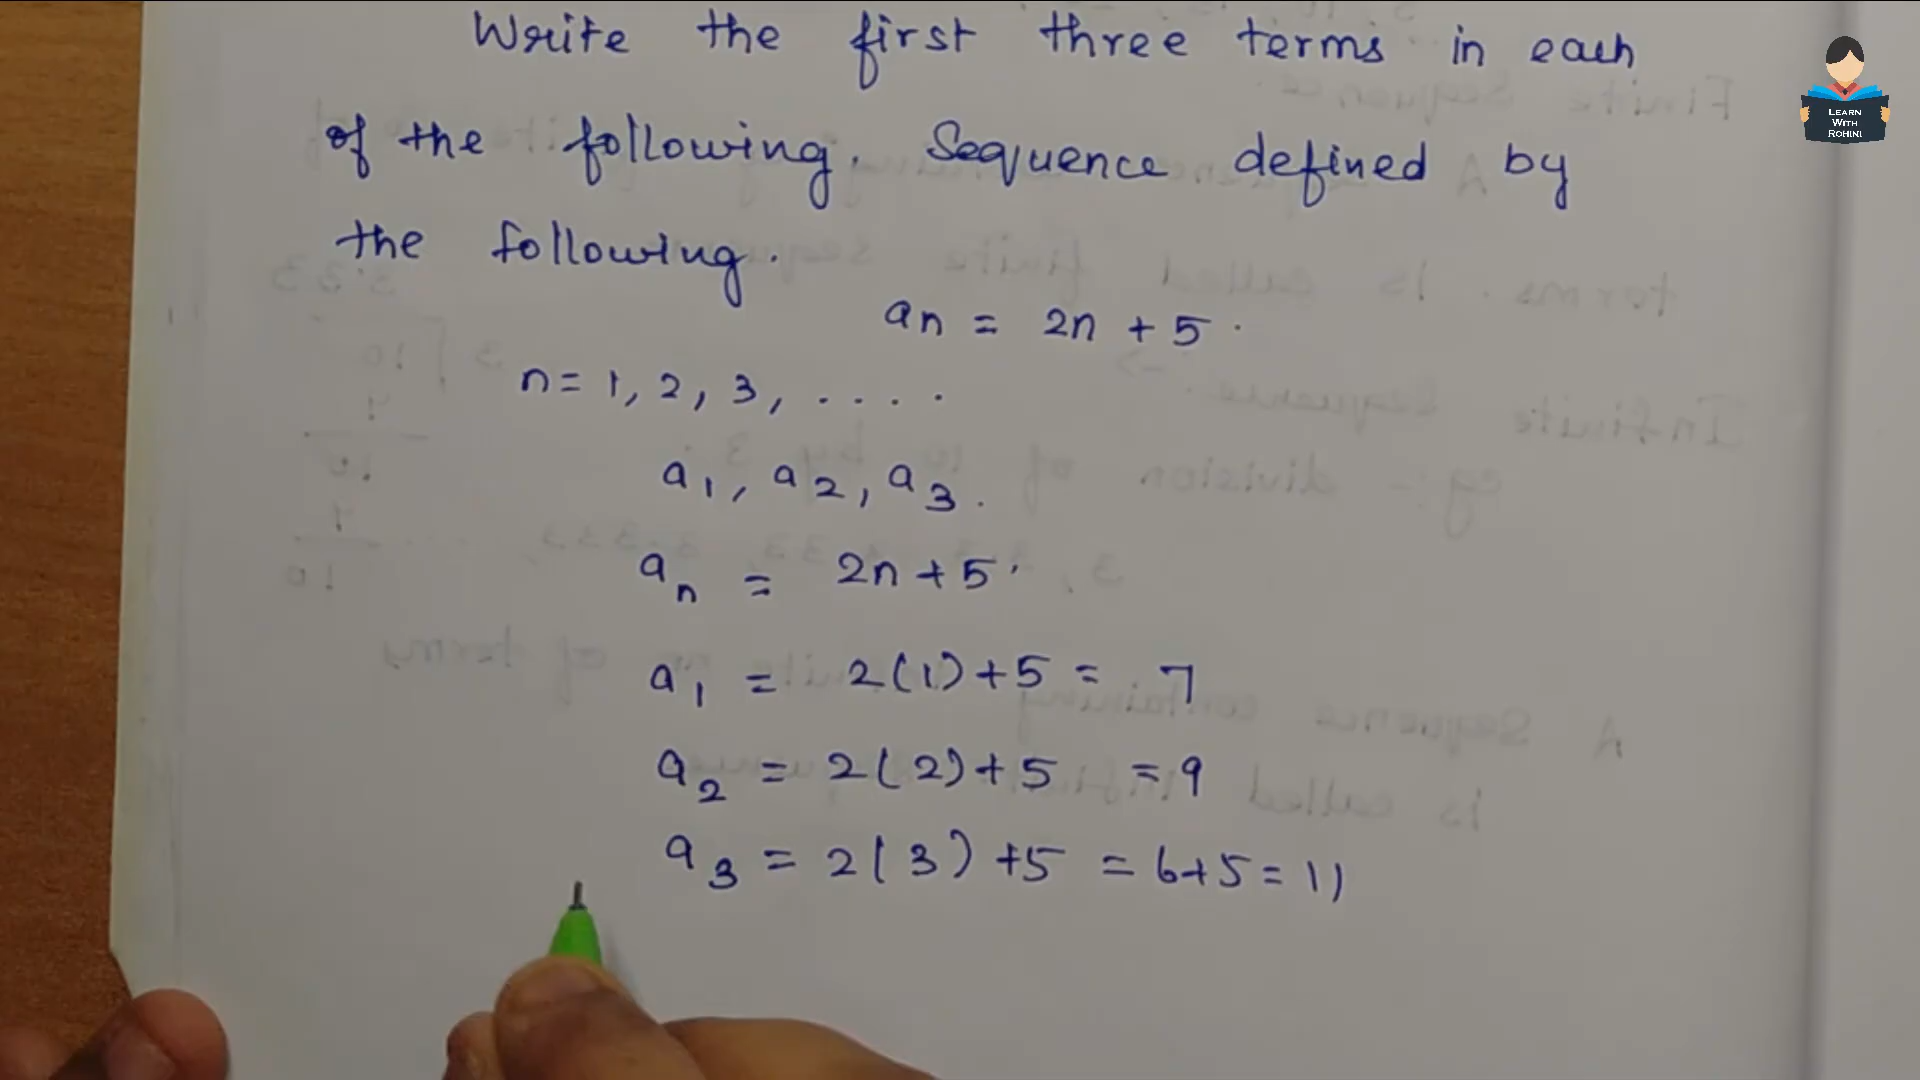 Write the first three terms in each
of the following. Sequence defined by
the following.
an = 2n + 5.
n = 1, 2, 3, ....
a1, a2, a3.
an = 2n + 5.
a1 = 2(1) + 5 = 7
a2 = 2(2) + 5 = 9
a3 = 2(3) + 5 = 6+5 = 11
LEARN
WITH
ROHINI